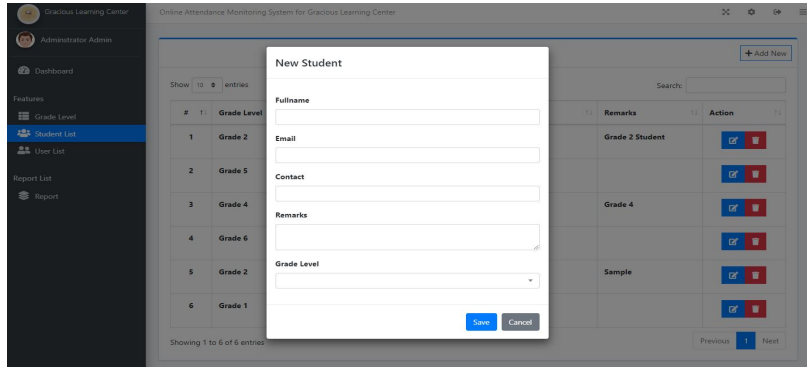 Gracious Learning Center
Online Attendance Monitoring System for Gracious Learning Center
Adminstrator Admin
Dashboard
Features
Grade Level
Student List
User List
Report List
Report
+ Add New
Show 10 entries
Search:
# Grade Level Remarks Action
1 Grade 2 Grade 2 Student
2 Grade 5
3 Grade 4 Grade 4
4 Grade 6
5 Grade 2 Sample
6 Grade 1
Showing 1 to 6 of 6 entries
Previous 1 Next
New Student
Fullname
Email
Contact
Remarks
Grade Level
Save Cancel